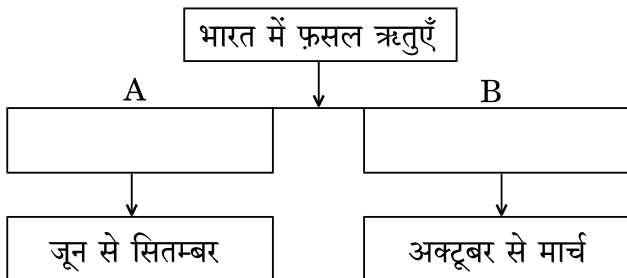 भारत में फ़सल ऋतुएँ
A
B
जून से सितम्बर
अक्टूबर से मार्च